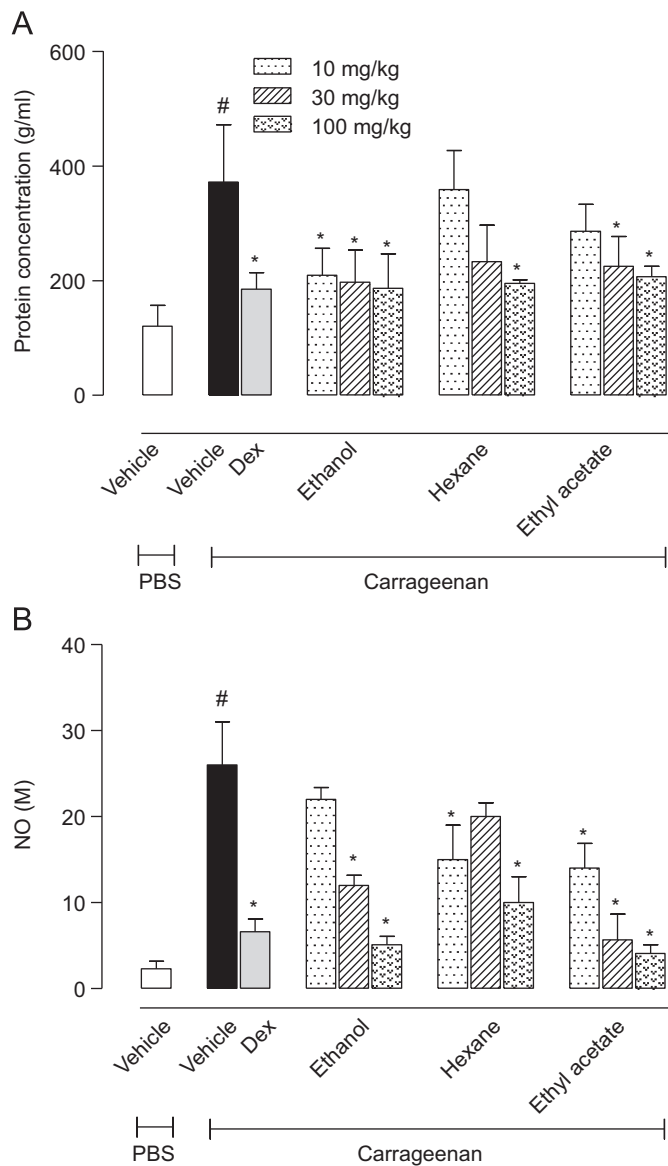 A
Protein concentration (g/ml)
600
400
200
0
10 mg/kg
30 mg/kg
100 mg/kg
#
*
*
*
*
*
*
*
Vehicle
Vehicle
Dex
Ethanol
Hexane
Ethyl acetate
PBS
Carrageenan
B
NO (M)
40
30
20
10
0
#
*
*
*
*
*
*
*
*
Vehicle
Vehicle
Dex
Ethanol
Hexane
Ethyl acetate
PBS
Carrageenan